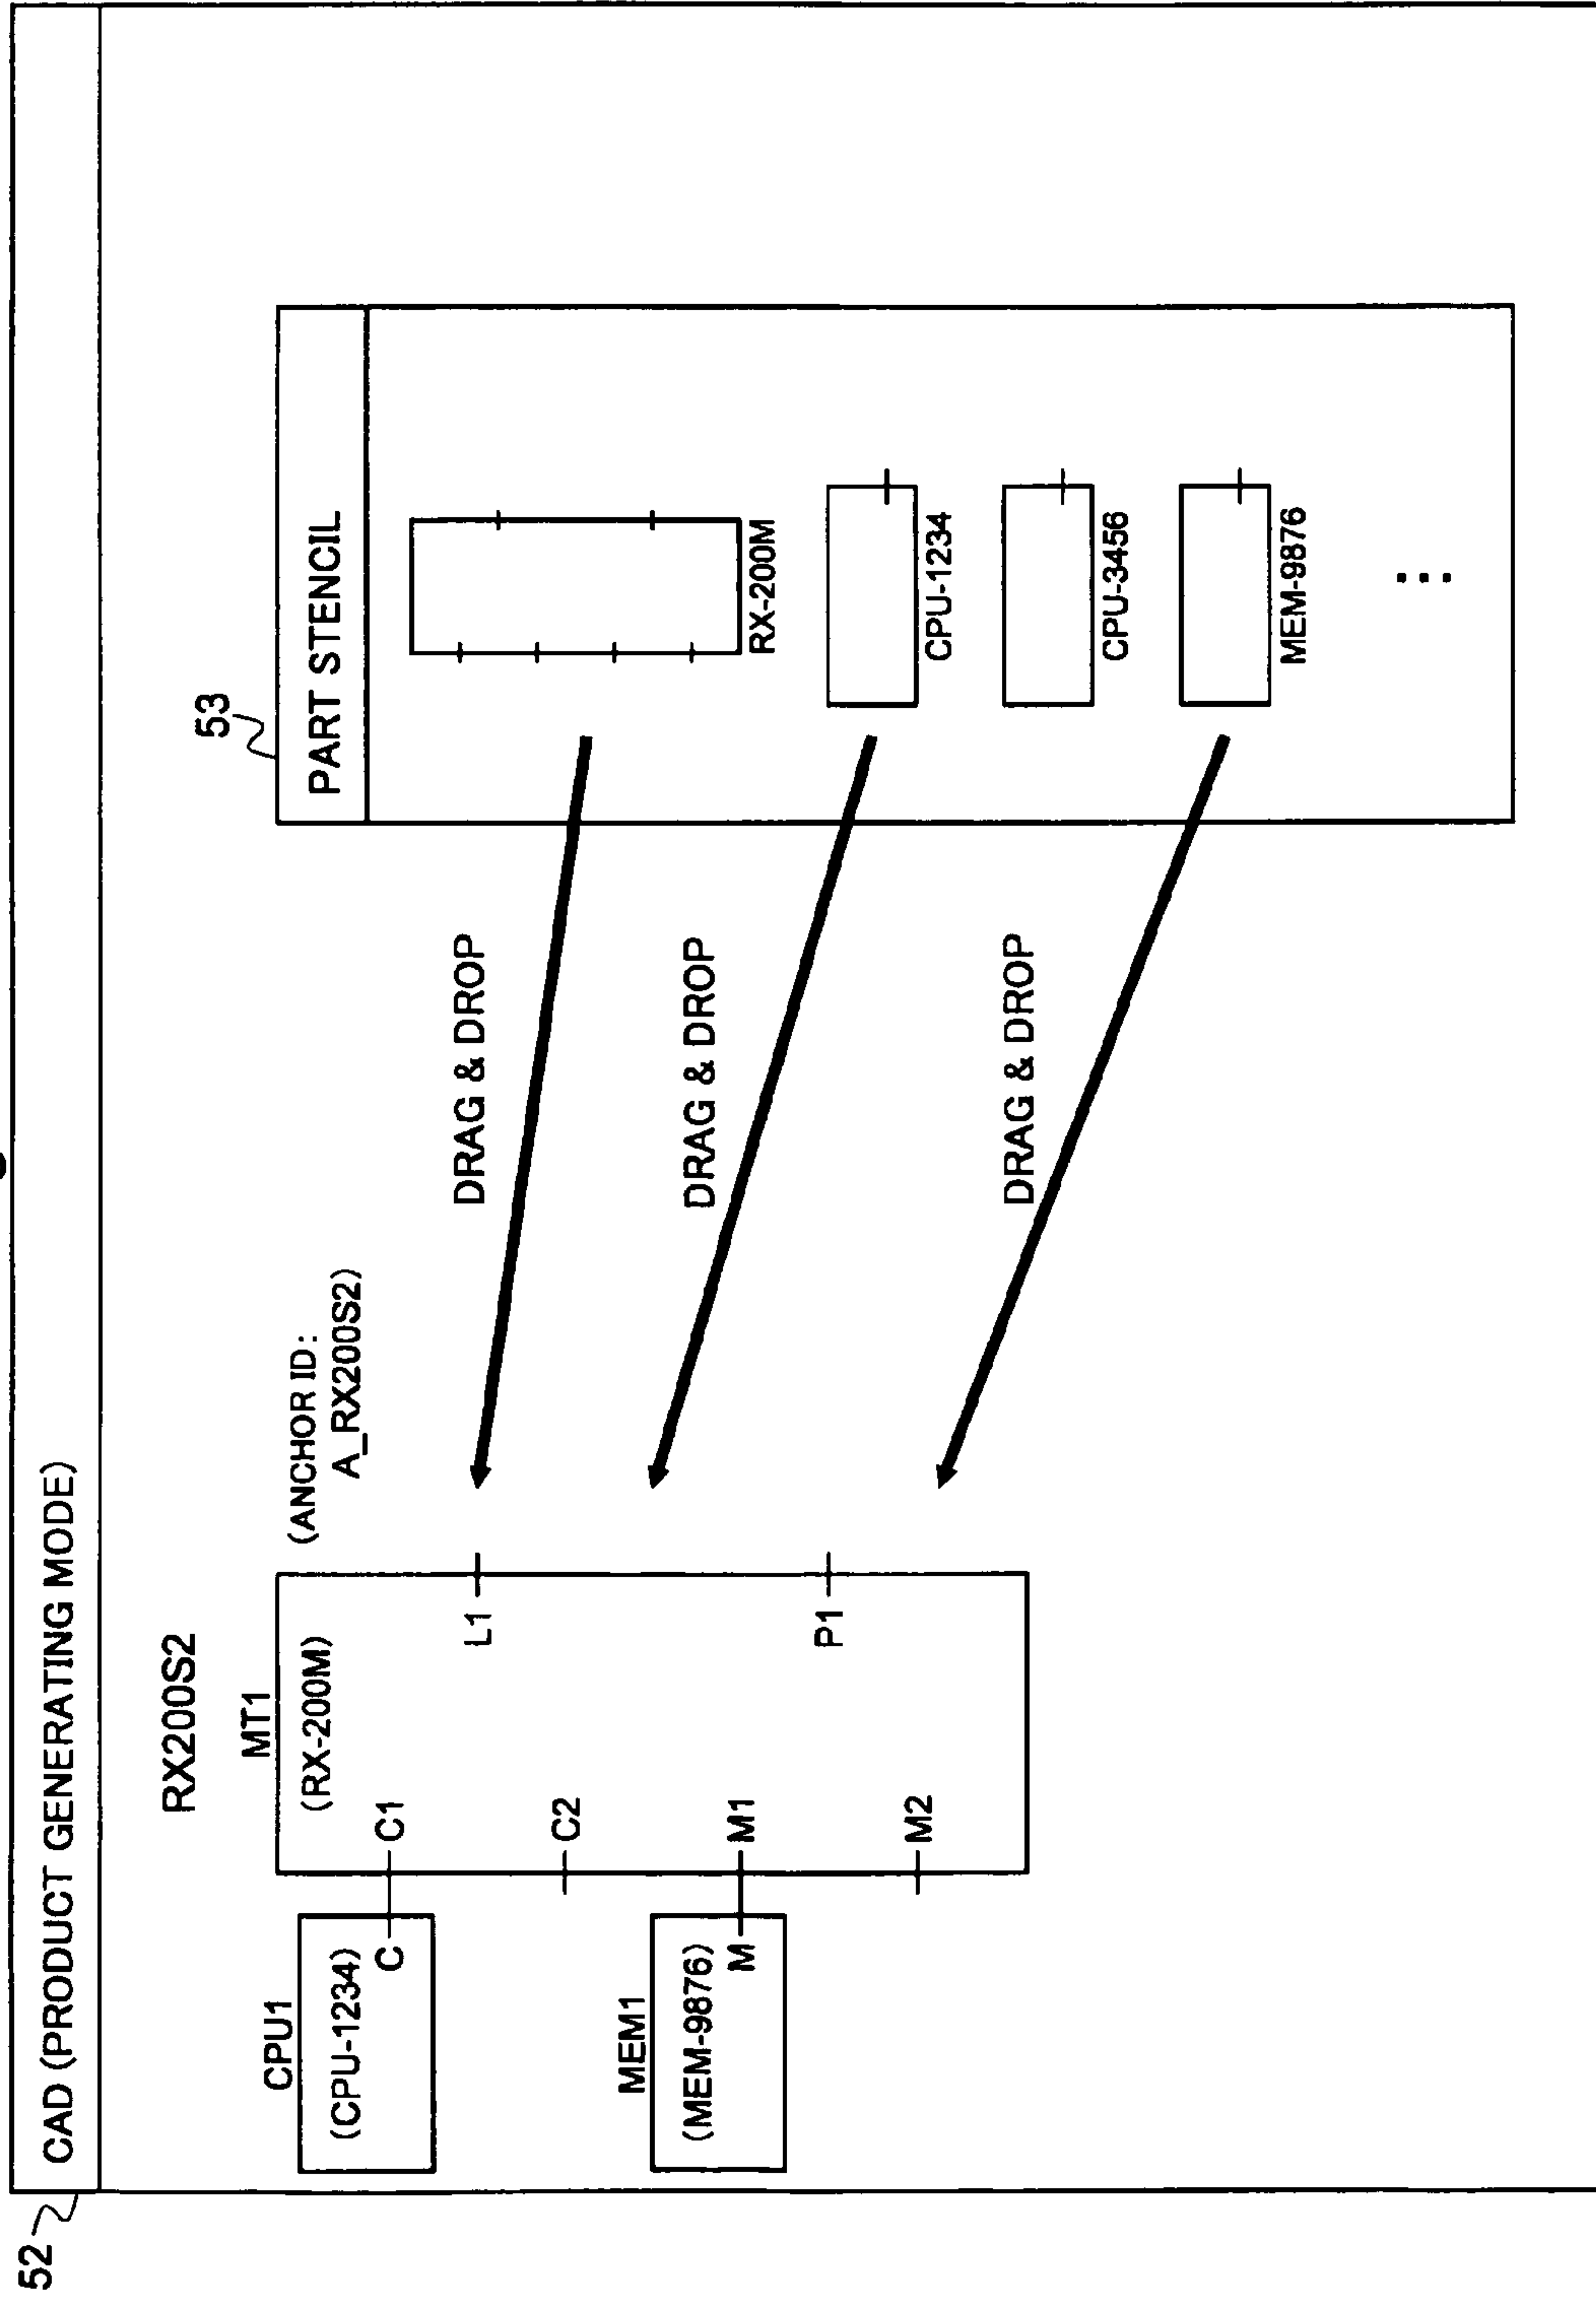 52
CAD (PRODUCT GENERATING MODE)
RX200S2
53
PART STENCIL
CPU1
(CPU-1234)
C
MT1
(RX-200M)
C1
C2
M1
M2
L1
P1
(ANCHOR ID:
A_RX200S2)
MEM1
(MEM-9876)
M
DRAG & DROP
DRAG & DROP
DRAG & DROP
RX-200M
CPU-1234
CPU-3456
MEM-9876